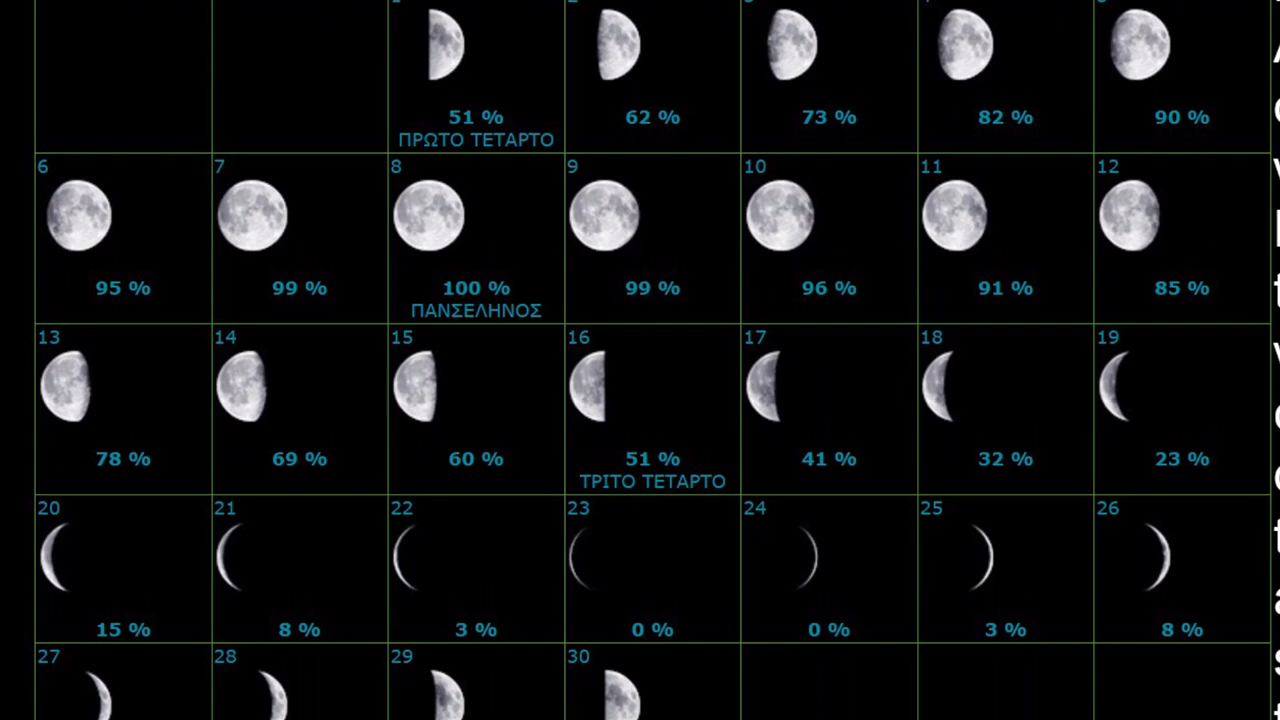 51 % 62 % 73 % 82 % 90 %
ΠΡΩΤΟ ΤΕΤΑΡΤΟ
6 7 8 9 10 11 12
95 % 99 % 100 % 99 % 96 % 91 % 85 %
ΠΑΝΣΕΛΗΝΟΣ
13 14 15 16 17 18 19
78 % 69 % 60 % 51 % 41 % 32 % 23 %
ΤΡΙΤΟ ΤΕΤΑΡΤΟ
20 21 22 23 24 25 26
15 % 8 % 3 % 0 % 0 % 3 % 8 %
27 28 29 30